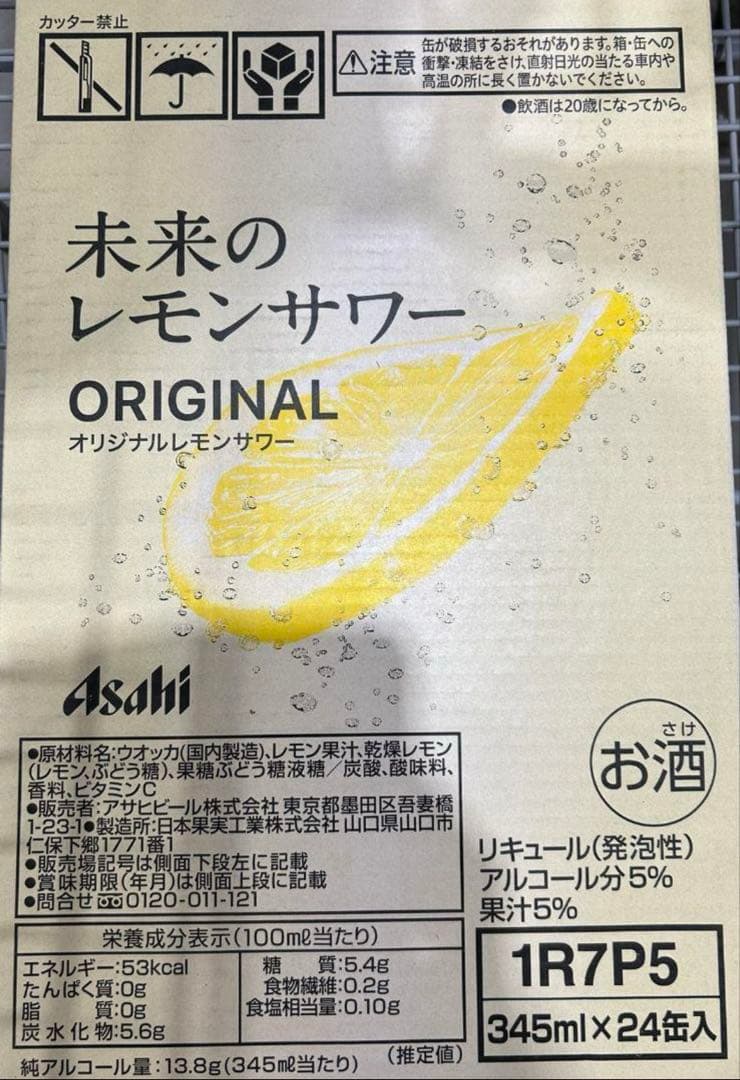 カッター禁止
⚠注意
缶が破損するおそれがあります。箱・缶への
衝撃・凍結をさけ、直射日光の当たる車内や
高温の所に長く置かないでください。
●飲酒は20歳になってから。
未来の
レモンサワー
ORIGINAL
オリジナルレモンサワー
Asahi
●原材料名:ウオッカ(国内製造)、レモン果汁、乾燥レモン
(レモン、ぶどう糖)、果糖ぶどう糖液糖/炭酸、酸味料、
香料、ビタミンC
●販売者:アサヒビール株式会社 東京都墨田区吾妻橋
1-23-1●製造所:日本果実工業株式会社 山口県山口市
仁保下郷1771番1
●販売場記号は側面下段左に記載
●賞味期限(年月)は側面上段に記載
●問合せ 0120-011-121
さけ
お酒
リキュール(発泡性)
アルコール分5%
果汁5%
栄養成分表示(100ml当たり)
エネルギー:53kcal
たんぱく質:0g
脂質:0g
炭水化物:5.6g
糖質:5.4g
食物繊維:0.2g
食塩相当量:0.10g
純アルコール量:13.8g(345ml当たり) (推定値)
1R7P5
345ml×24缶入